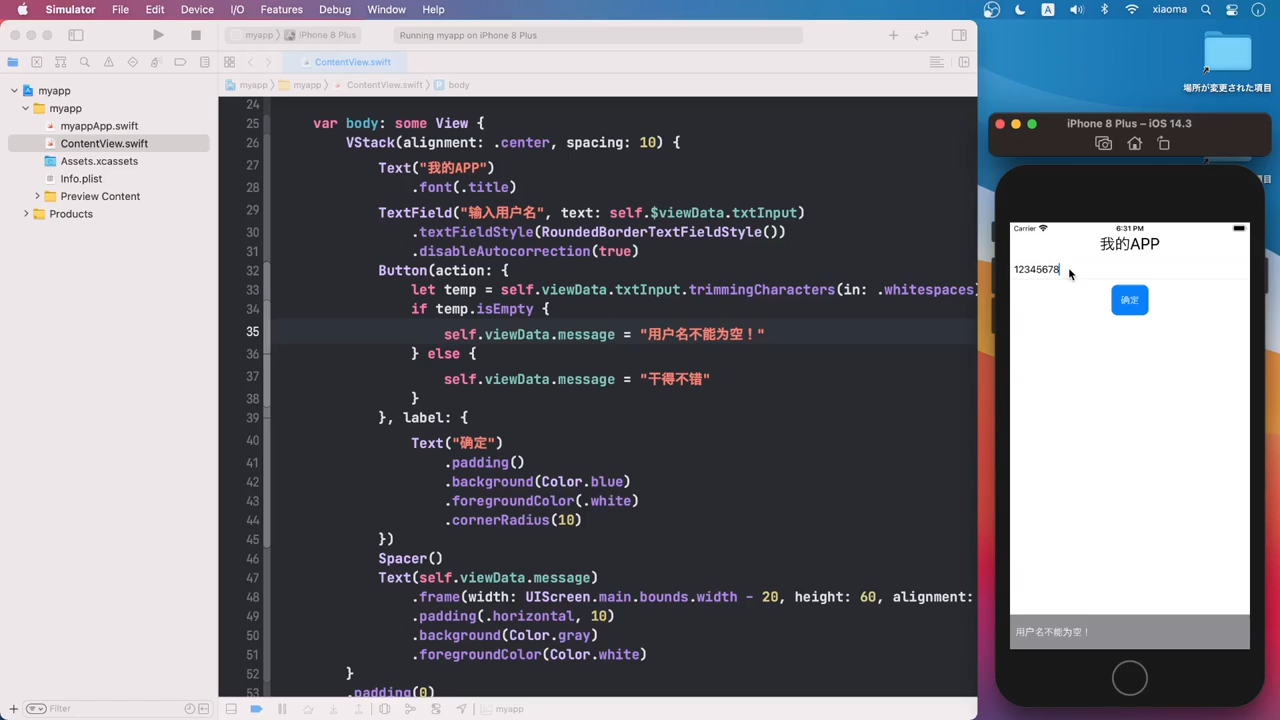 Simulator File Edit Device I/O Features Debug Window Help
A xiaoma
myapp iPhone 8 Plus
Running myapp on iPhone 8 Plus
ContentView.swift
myapp myapp ContentView.swift body
myapp
myapp
myappApp.swift
ContentView.swift
Assets.xcassets
Info.plist
Preview Content
Products
24
25 var body: some View {
26 VStack(alignment: .center, spacing: 10) {
27 Text("我的APP")
28 .font(.title)
29 TextField("输入用户名", text: self.$viewData.txtInput)
30 .textFieldStyle(RoundedBorderTextFieldStyle())
31 .disableAutocorrection(true)
32 Button(action: {
33 let temp = self.viewData.txtInput.trimmingCharacters(in: .whitespaces)
34 if temp.isEmpty {
35 self.viewData.message = "用户名不能为空！"
36 } else {
37 self.viewData.message = "干得不错"
38 }
39 }, label: {
40 Text("确定")
41 .padding()
42 .background(Color.blue)
43 .foregroundColor(.white)
44 .cornerRadius(10)
45 })
46 Spacer()
47 Text(self.viewData.message)
48 .frame(width: UIScreen.main.bounds.width - 20, height: 60, alignment:
49 .padding(.horizontal, 10)
50 .background(Color.gray)
51 .foregroundColor(Color.white)
52 }
53 .padding(0)
Filter
myapp
場所が変更された項目
iPhone 8 Plus – iOS 14.3
Carrier 6:31 PM
我的APP
12345678
确定
用户名不能为空！